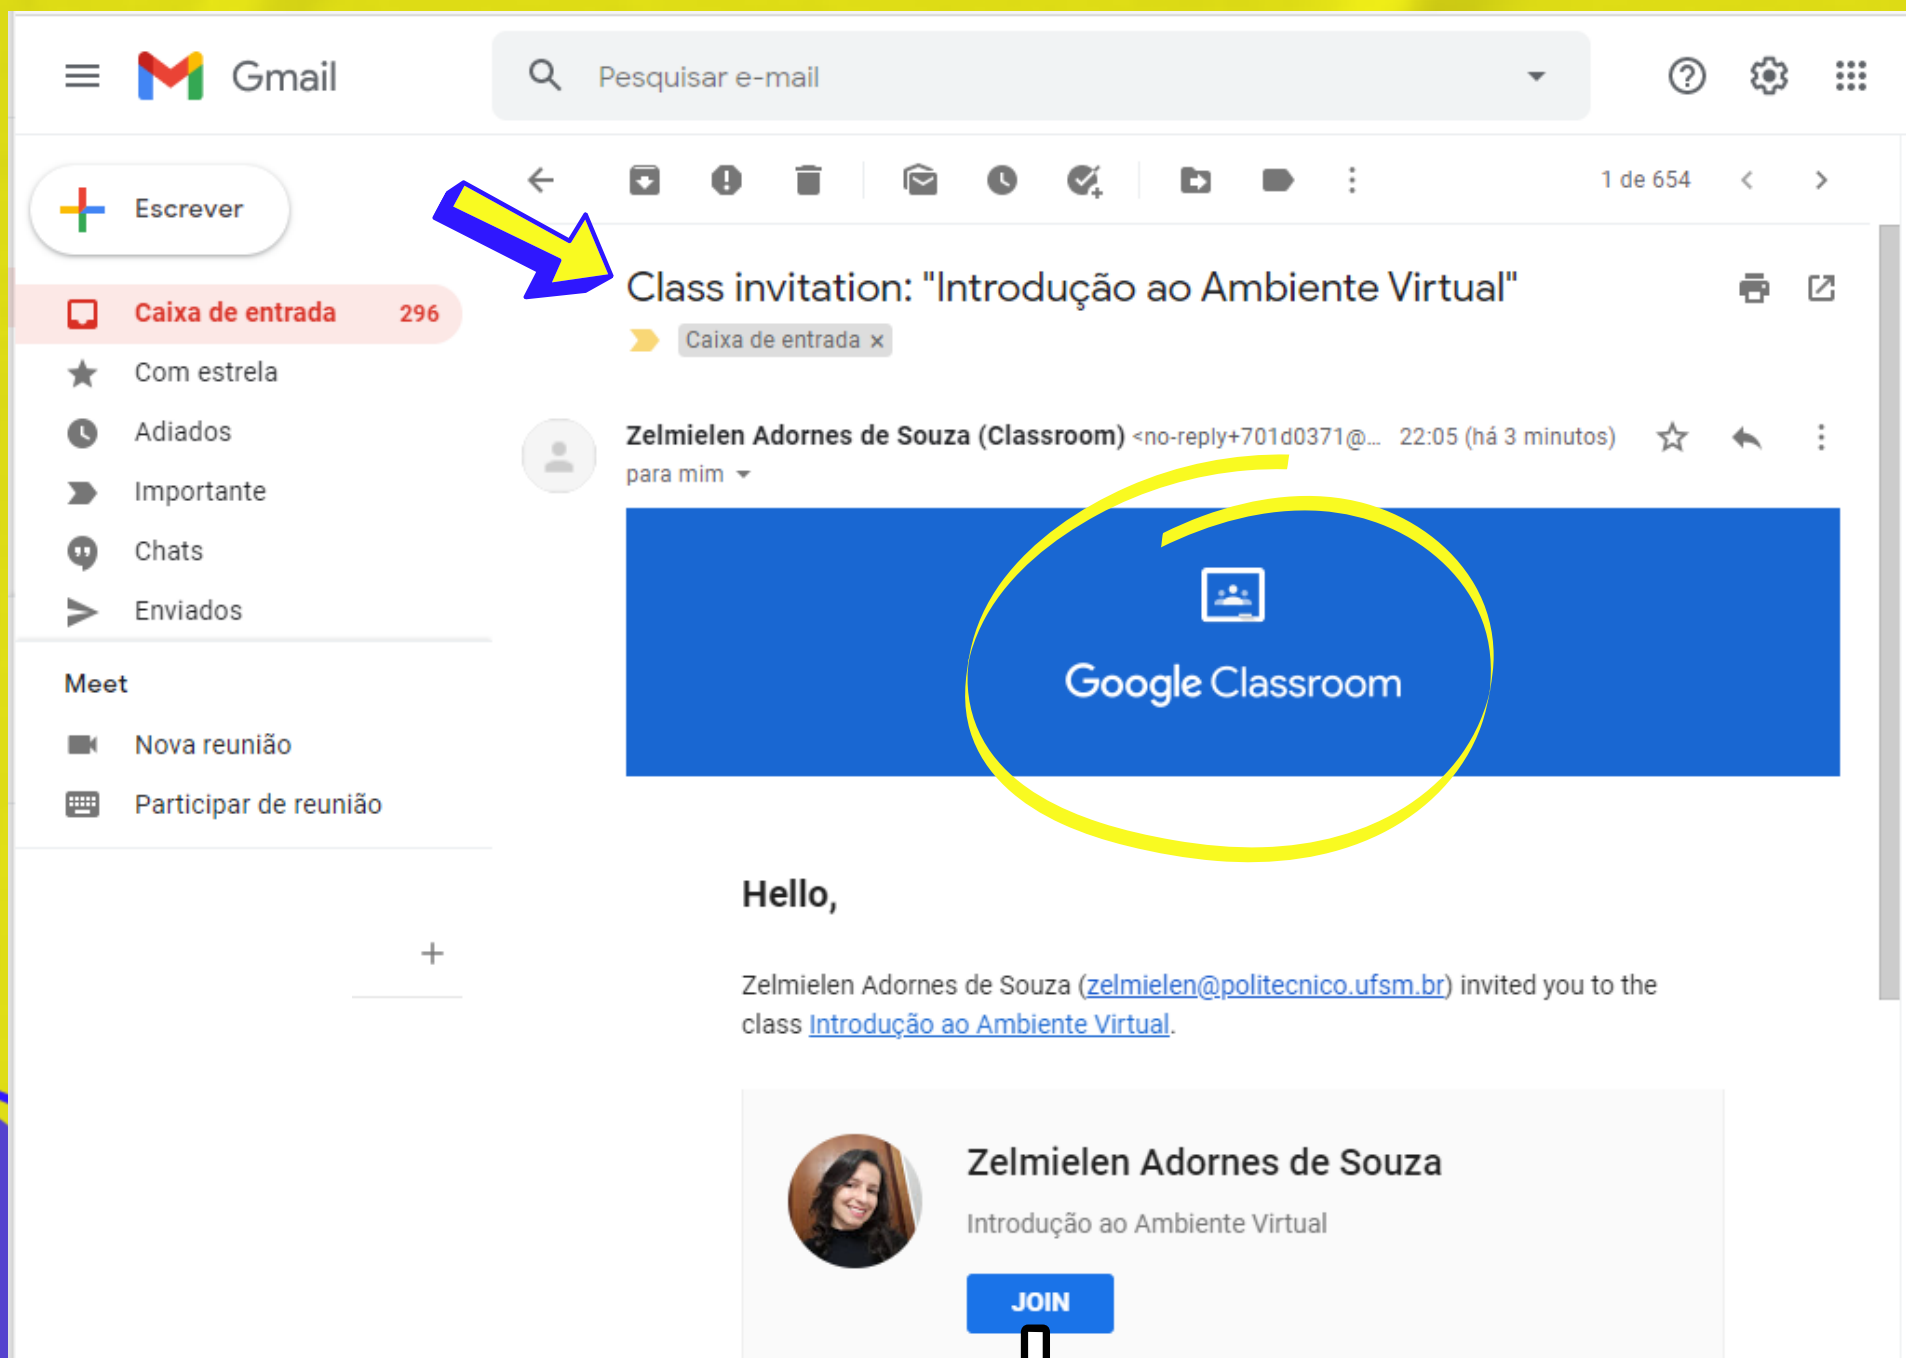 Gmail
Pesquisar e-mail
Escrever
1 de 654
Caixa de entrada 296
Com estrela
Adiados
Importante
Chats
Enviados
Meet
Nova reunião
Participar de reunião
Class invitation: "Introdução ao Ambiente Virtual"
Caixa de entrada x
Zelmielen Adornes de Souza (Classroom) <no-reply+701d0371@... 22:05 (há 3 minutos)
para mim
Google Classroom
Hello,
Zelmielen Adornes de Souza (zelmielen@politecnico.ufsm.br) invited you to the
class Introdução ao Ambiente Virtual.
Zelmielen Adornes de Souza
Introdução ao Ambiente Virtual
JOIN